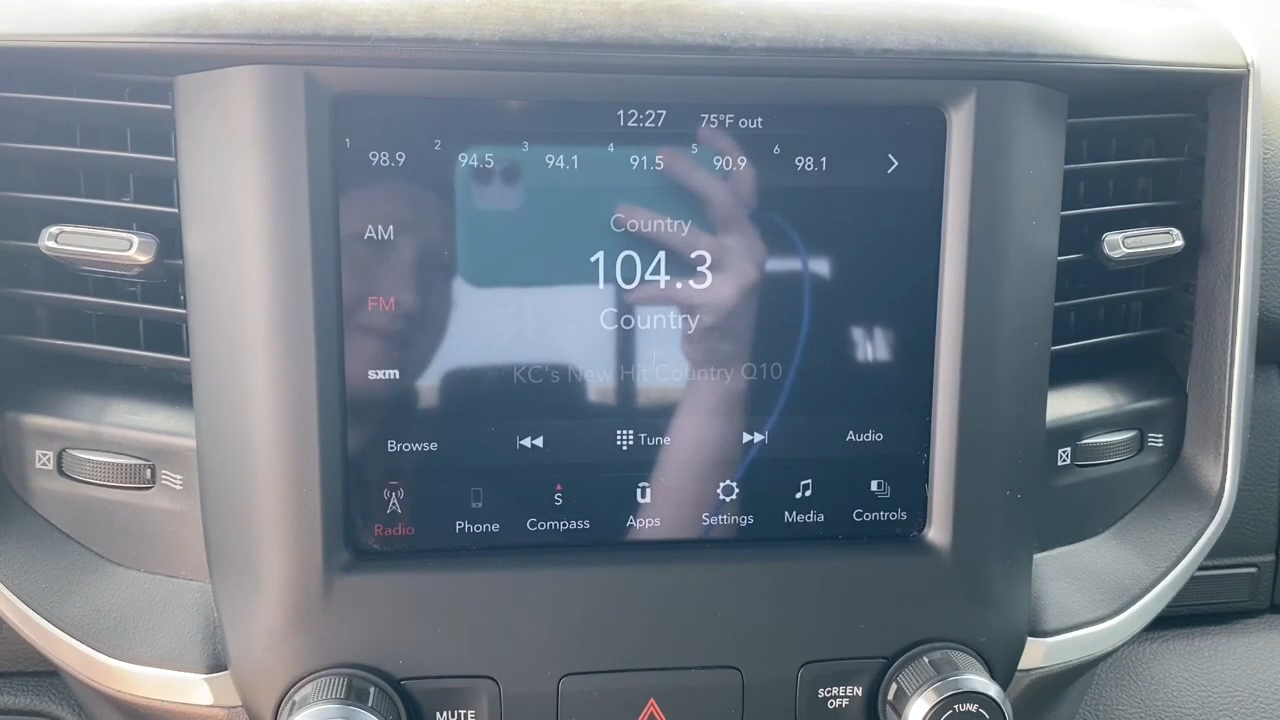 12:27 75°F out
1 98.9 2 94.5 3 94.1 4 91.5 5 90.9 6 98.1
Country
AM
104.3
FM
Country
sxm
KC's New Hit Country Q10
Browse Tune Audio
S
Radio Phone Compass Apps Settings Media Controls
MUTE
SCREEN
OFF
TUNE